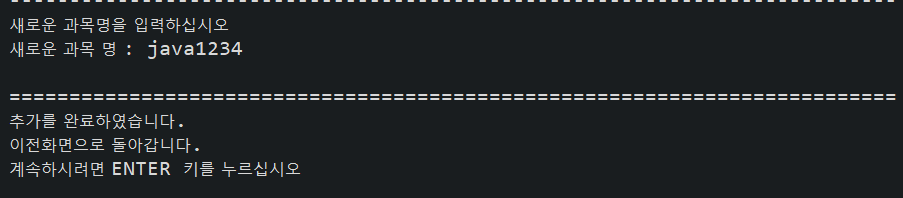 새로운 과목명을 입력하십시오
새로운 과목 명 : java1234
==========================================================================
추가를 완료하였습니다.
이전화면으로 돌아갑니다.
계속하시려면 ENTER 키를 누르십시오